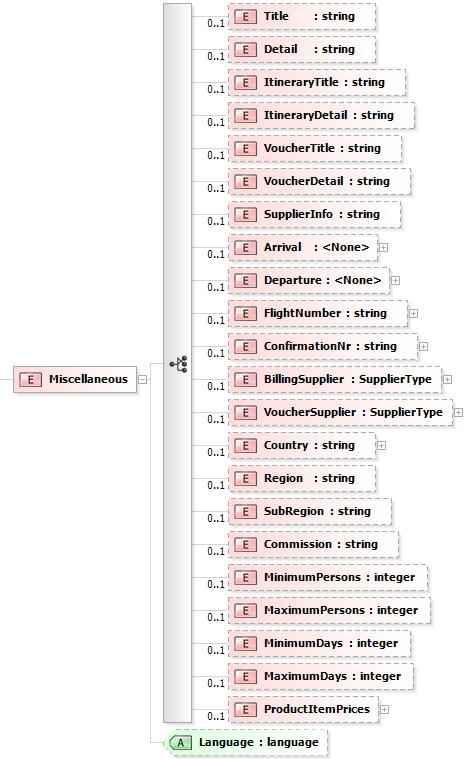 E Title : string
0..1
E Detail : string
0..1
E ItineraryTitle : string
0..1
E ItineraryDetail : string
0..1
E VoucherTitle : string
0..1
E VoucherDetail : string
0..1
E SupplierInfo : string
0..1
E Arrival : <None>
0..1
E Departure : <None>
0..1
E FlightNumber : string
0..1
E ConfirmationNr : string
0..1
E Miscellaneous
E BillingSupplier : SupplierType
0..1
E VoucherSupplier : SupplierType
0..1
E Country : string
0..1
E Region : string
0..1
E SubRegion : string
0..1
E Commission : string
0..1
E MinimumPersons : integer
0..1
E MaximumPersons : integer
0..1
E MinimumDays : integer
0..1
E MaximumDays : integer
0..1
E ProductItemPrices
0..1
A Language : language